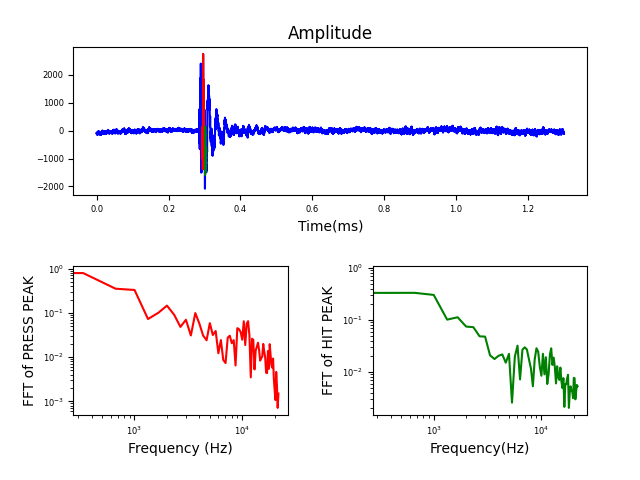 Amplitude
2000
1000
0
−1000
−2000
0.0 0.2 0.4 0.6 0.8 1.0 1.2
Time(ms)
FFT of PRESS PEAK
10⁰
10⁻¹
10⁻²
10⁻³
10³ 10⁴
Frequency (Hz)
FFT of HIT PEAK
10⁰
10⁻¹
10⁻²
10³ 10⁴
Frequency(Hz)